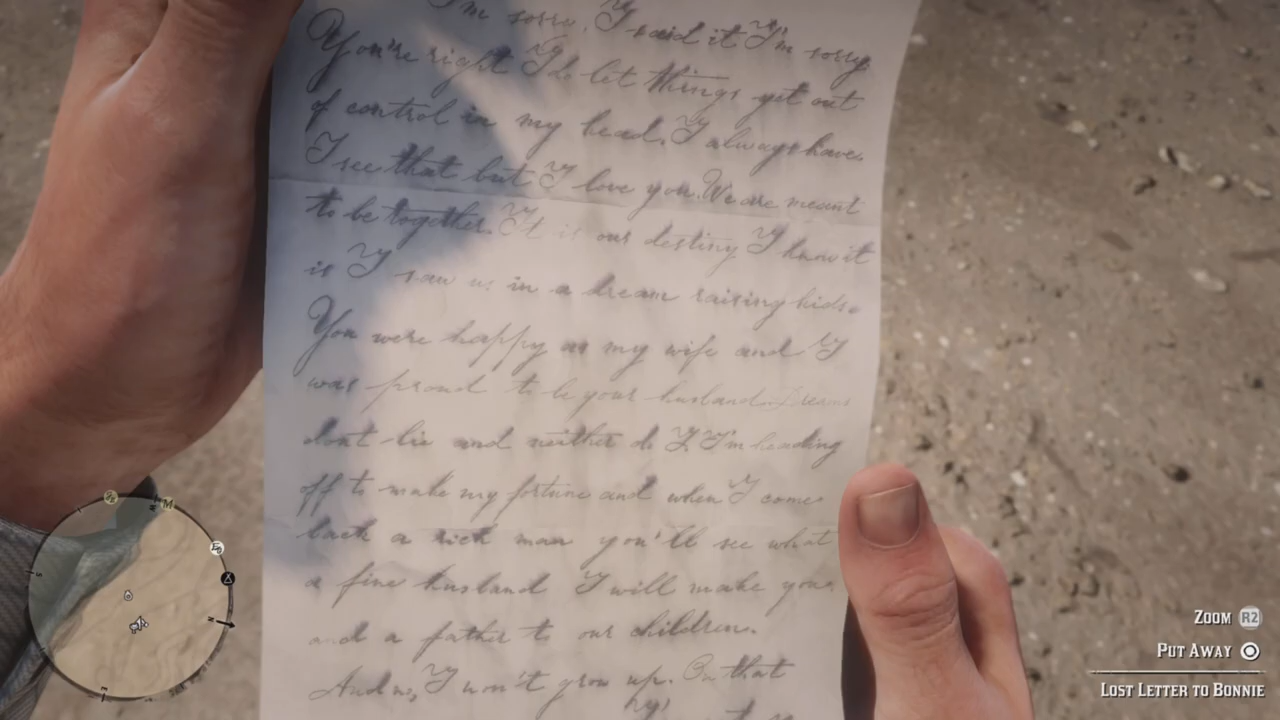 I'm sorry, I said it I'm sorry
You're right I do let things get out
of control in my head. I always have.
I see that but I love you. We are meant
to be together. It is our destiny I know it
is I saw us in a dream raising kids.
You were happy as my wife and I
was proud to be your husband. Dreams
dont lie and neither do I. I'm heading
off to make my fortune and when I come
back a rich man you'll see what
a fine husband I will make you
and a father to our children.
And no, I won't grow up. On that
ZOOM R2
PUT AWAY
LOST LETTER TO BONNIE